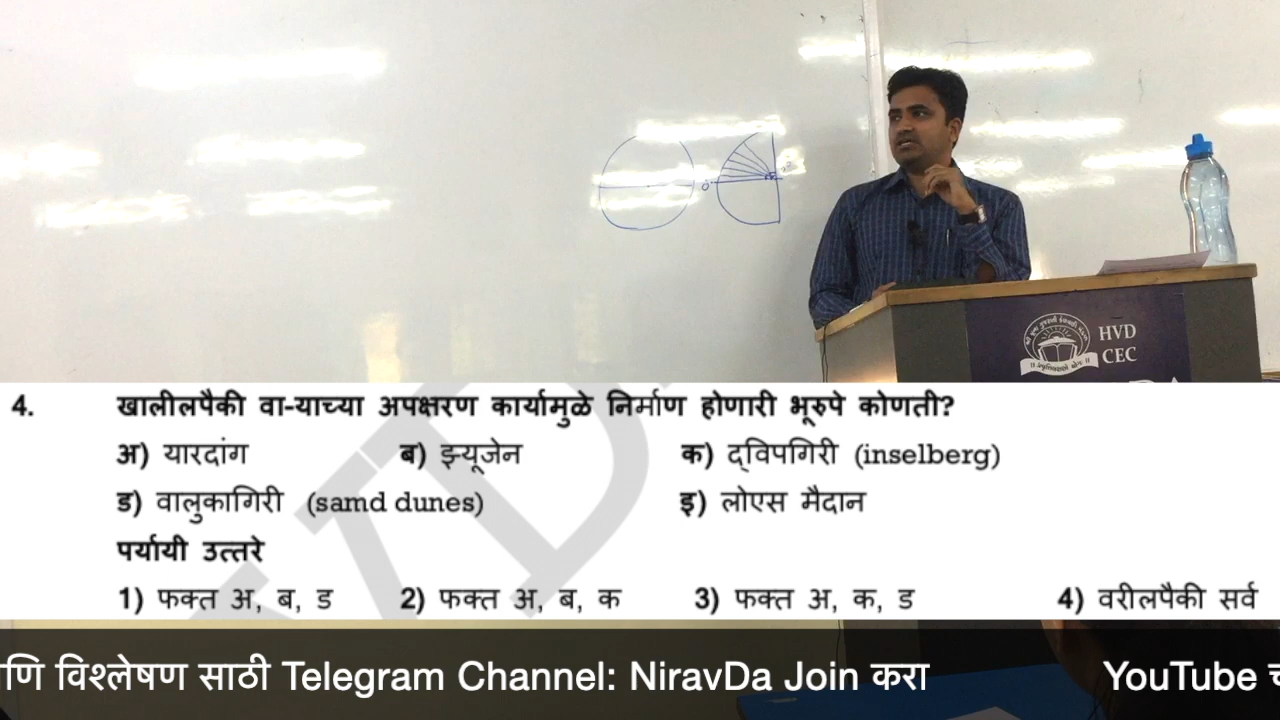 HVD
CEC
4. खालीलपैकी वा-याच्या अपक्षरण कार्यामुळे निर्माण होणारी भूरुपे कोणती?
अ) यारदांग ब) झ्यूजेन क) द्विपगिरी (inselberg)
ड) वालुकागिरी (samd dunes) इ) लोएस मैदान
पर्यायी उत्तरे
1) फक्त अ, ब, ड 2) फक्त अ, ब, क 3) फक्त अ, क, ड 4) वरीलपैकी सर्व
विश्लेषण साठी Telegram Channel: NiravDa Join करा YouTube